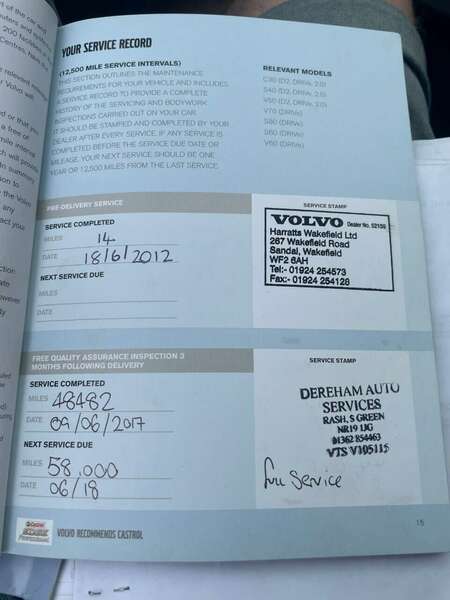 YOUR SERVICE RECORD
(12,500 MILE SERVICE INTERVALS)
THIS SECTION OUTLINES THE MAINTENANCE
REQUIREMENTS FOR YOUR VEHICLE AND INCLUDES
A SERVICE RECORD TO PROVIDE A COMPLETE
HISTORY OF THE SERVICING AND BODYWORK
INSPECTIONS CARRIED OUT ON YOUR CAR.
IT SHOULD BE STAMPED AND COMPLETED BY YOUR
DEALER AFTER EVERY SERVICE. IF ANY SERVICE IS
COMPLETED BEFORE THE SERVICE DUE DATE OR
MILEAGE, YOUR NEXT SERVICE SHOULD BE ONE
YEAR OR 12,500 MILES FROM THE LAST SERVICE.
RELEVANT MODELS
C30 (D2, DRIVe, 2.0)
S40 (D2, DRIVe, 2.0)
V50 (D2, DRIVe, 2.0)
V70 (DRIVe)
S80 (DRIVe)
S60 (DRIVe)
V60 (DRIVe)
PRE-DELIVERY SERVICE
SERVICE STAMP
SERVICE COMPLETED
MILES 14
DATE 18/6/2012
NEXT SERVICE DUE
MILES
DATE
VOLVO Dealer No. 52159
Harratts Wakefield Ltd
267 Wakefield Road
Sandal, Wakefield
WF2 6AH
Tel:- 01924 254573
Fax:- 01924 254128
FREE QUALITY ASSURANCE INSPECTION 3
MONTHS FOLLOWING DELIVERY
SERVICE STAMP
SERVICE COMPLETED
MILES 48482
DATE 09/06/2017
NEXT SERVICE DUE
MILES 58,000
DATE 06/18
DEREHAM AUTO
SERVICES
RASH,S GREEN
NR19 1JG
01362 854463
VTS V105115
Service
Castrol
VOLVO RECOMMENDS CASTROL
15